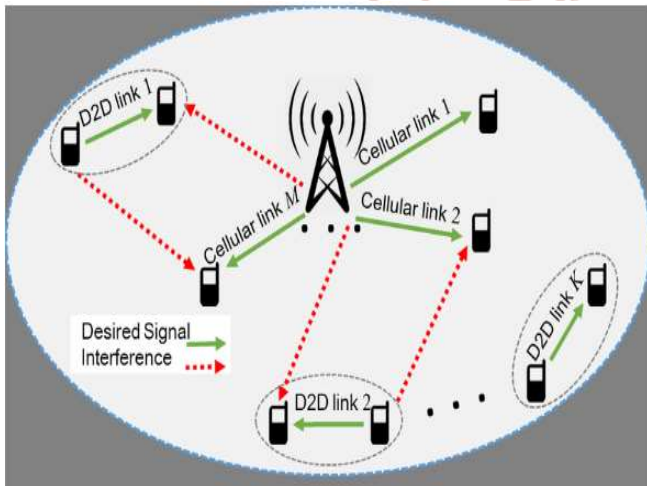 D2D link 1
Cellular link 1
Cellular link 2
Cellular link M
D2D link K
Desired Signal
Interference
D2D link 2